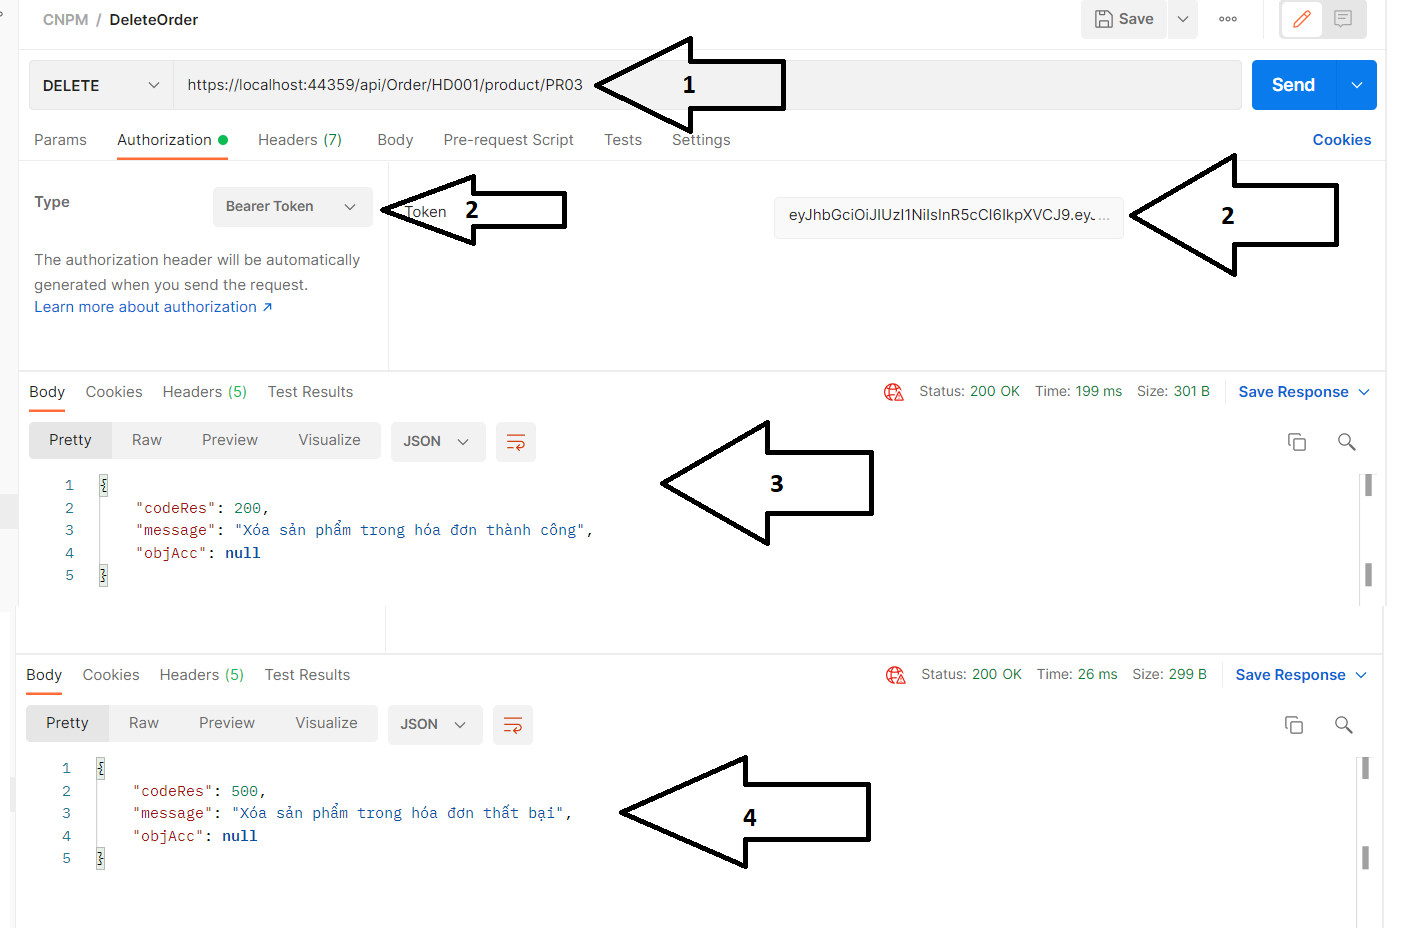 CNPM / DeleteOrder
Save
DELETE
https://localhost:44359/api/Order/HD001/product/PR03
1
Send
Params Authorization Headers (7) Body Pre-request Script Tests Settings Cookies
Type
Bearer Token
Token
2
eyJhbGciOiJIUzI1NiIsInR5cCI6IkpXVCJ9.eyJ...
2
The authorization header will be automatically
generated when you send the request.
Learn more about authorization ↗
Body Cookies Headers (5) Test Results Status: 200 OK Time: 199 ms Size: 301 B Save Response
Pretty Raw Preview Visualize JSON
3
1 {
2 "codeRes": 200,
3 "message": "Xóa sản phẩm trong hóa đơn thành công",
4 "objAcc": null
5 }
Body Cookies Headers (5) Test Results Status: 200 OK Time: 26 ms Size: 299 B Save Response
Pretty Raw Preview Visualize JSON
1 {
2 "codeRes": 500,
3 "message": "Xóa sản phẩm trong hóa đơn thất bại",
4 "objAcc": null
5 }
4